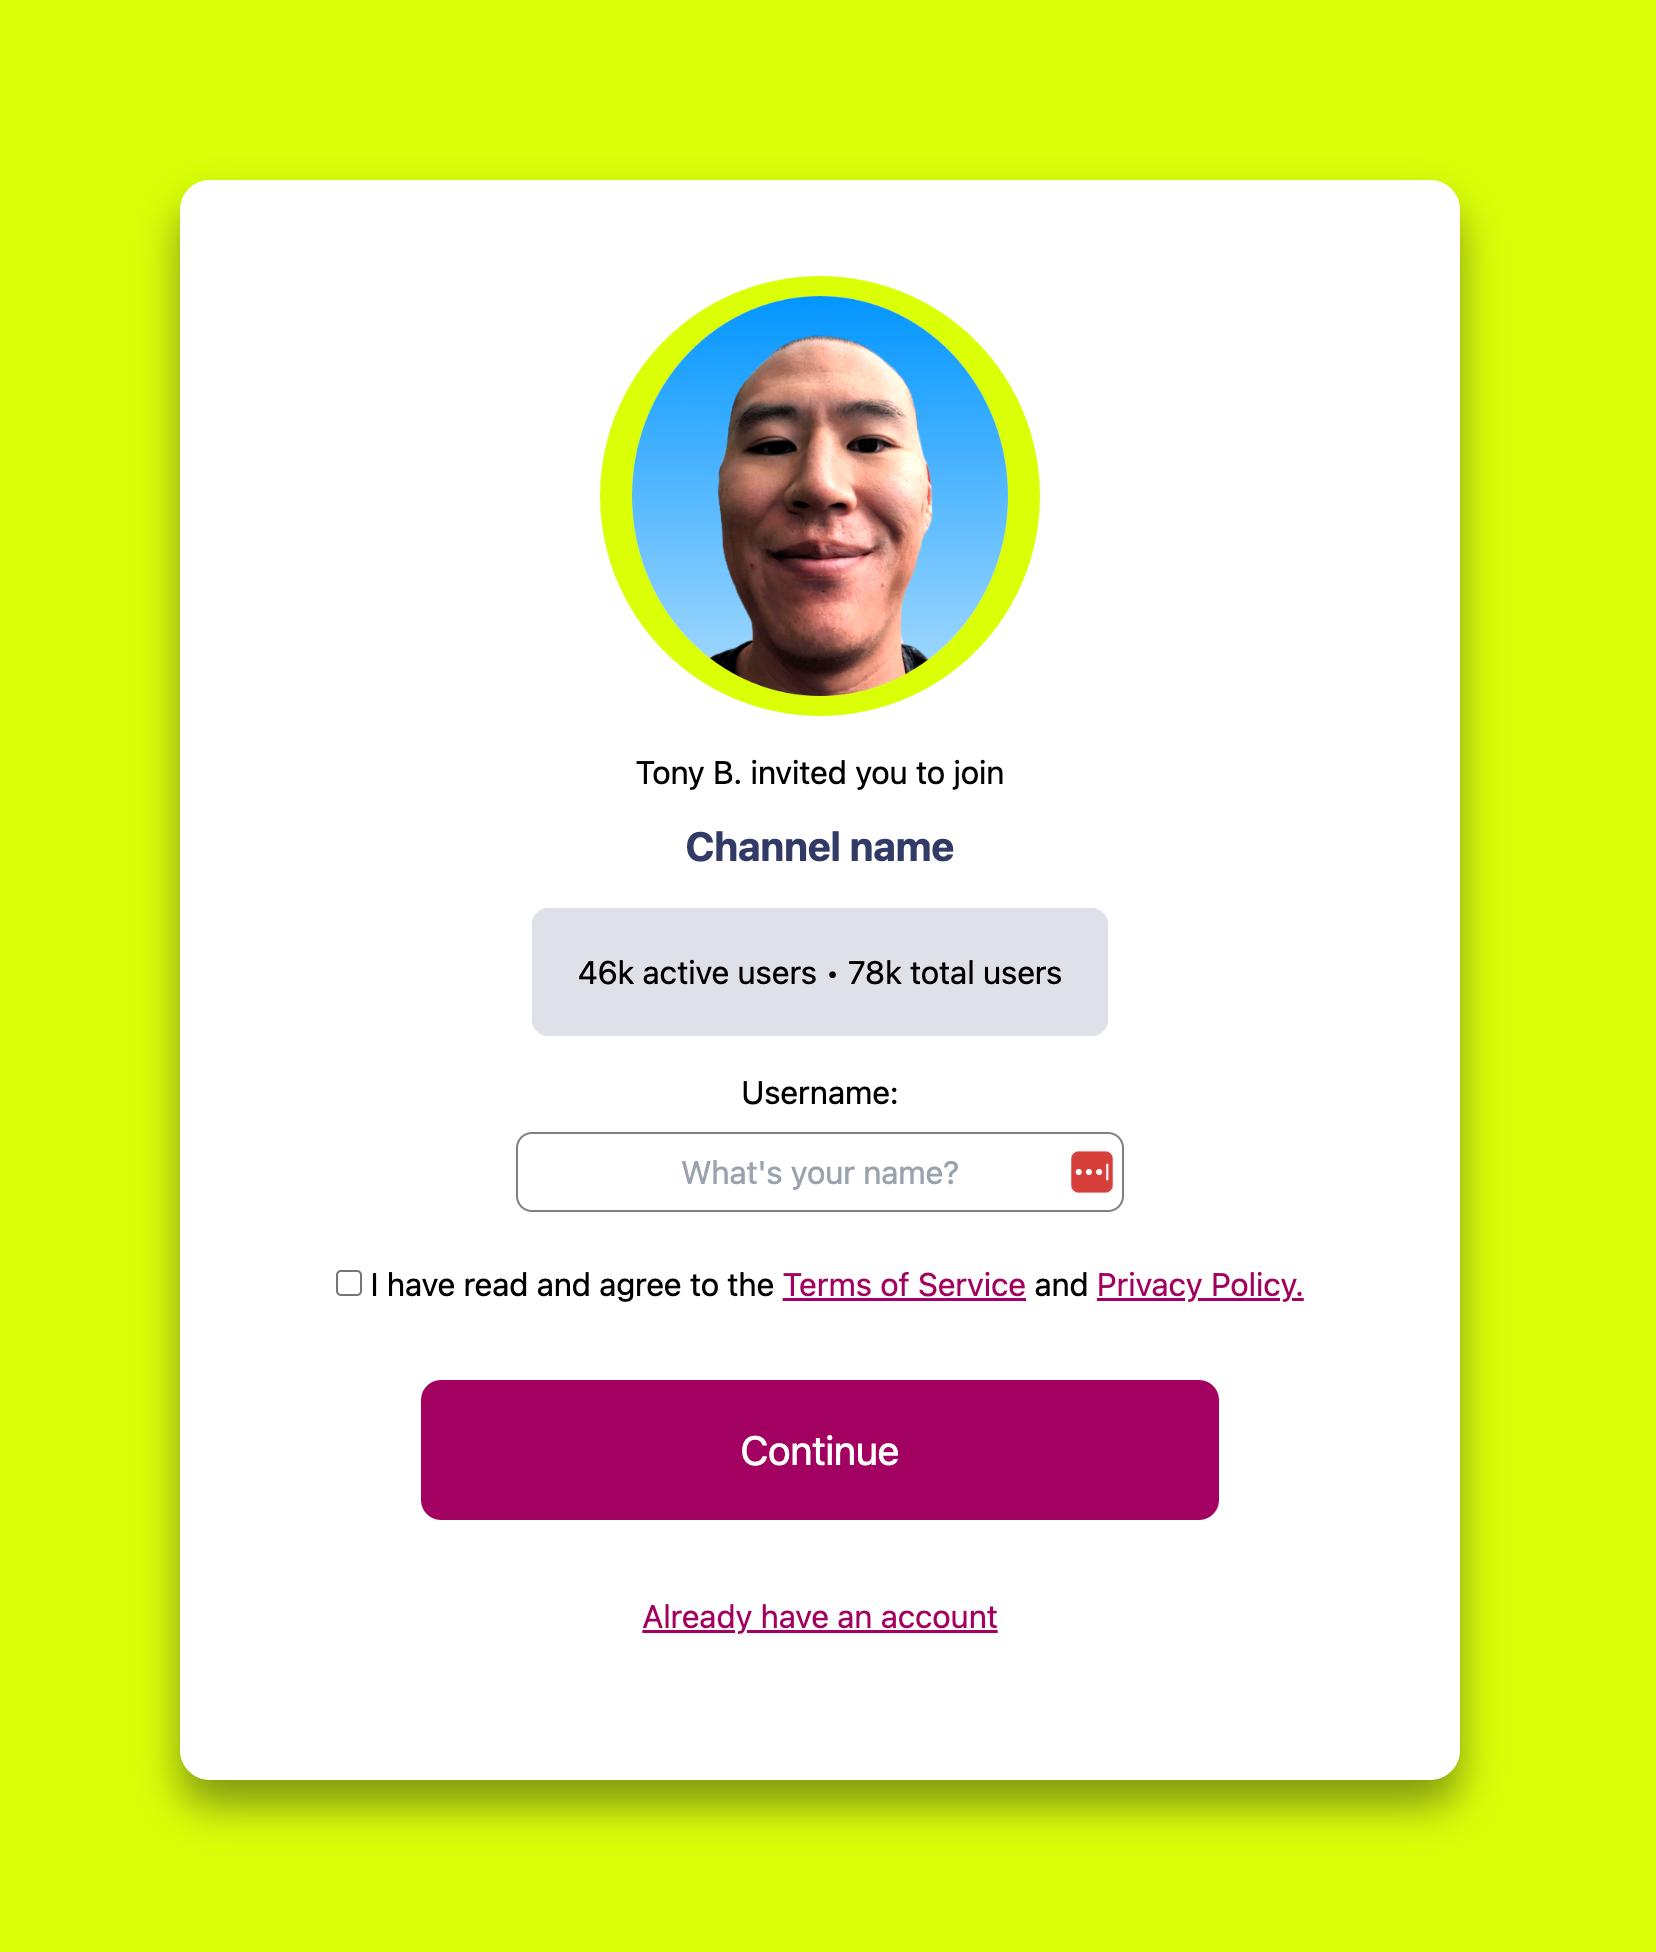 Tony B. invited you to join
Channel name
46k active users • 78k total users
Username:
What's your name?
I have read and agree to the Terms of Service and Privacy Policy.
Continue
Already have an account